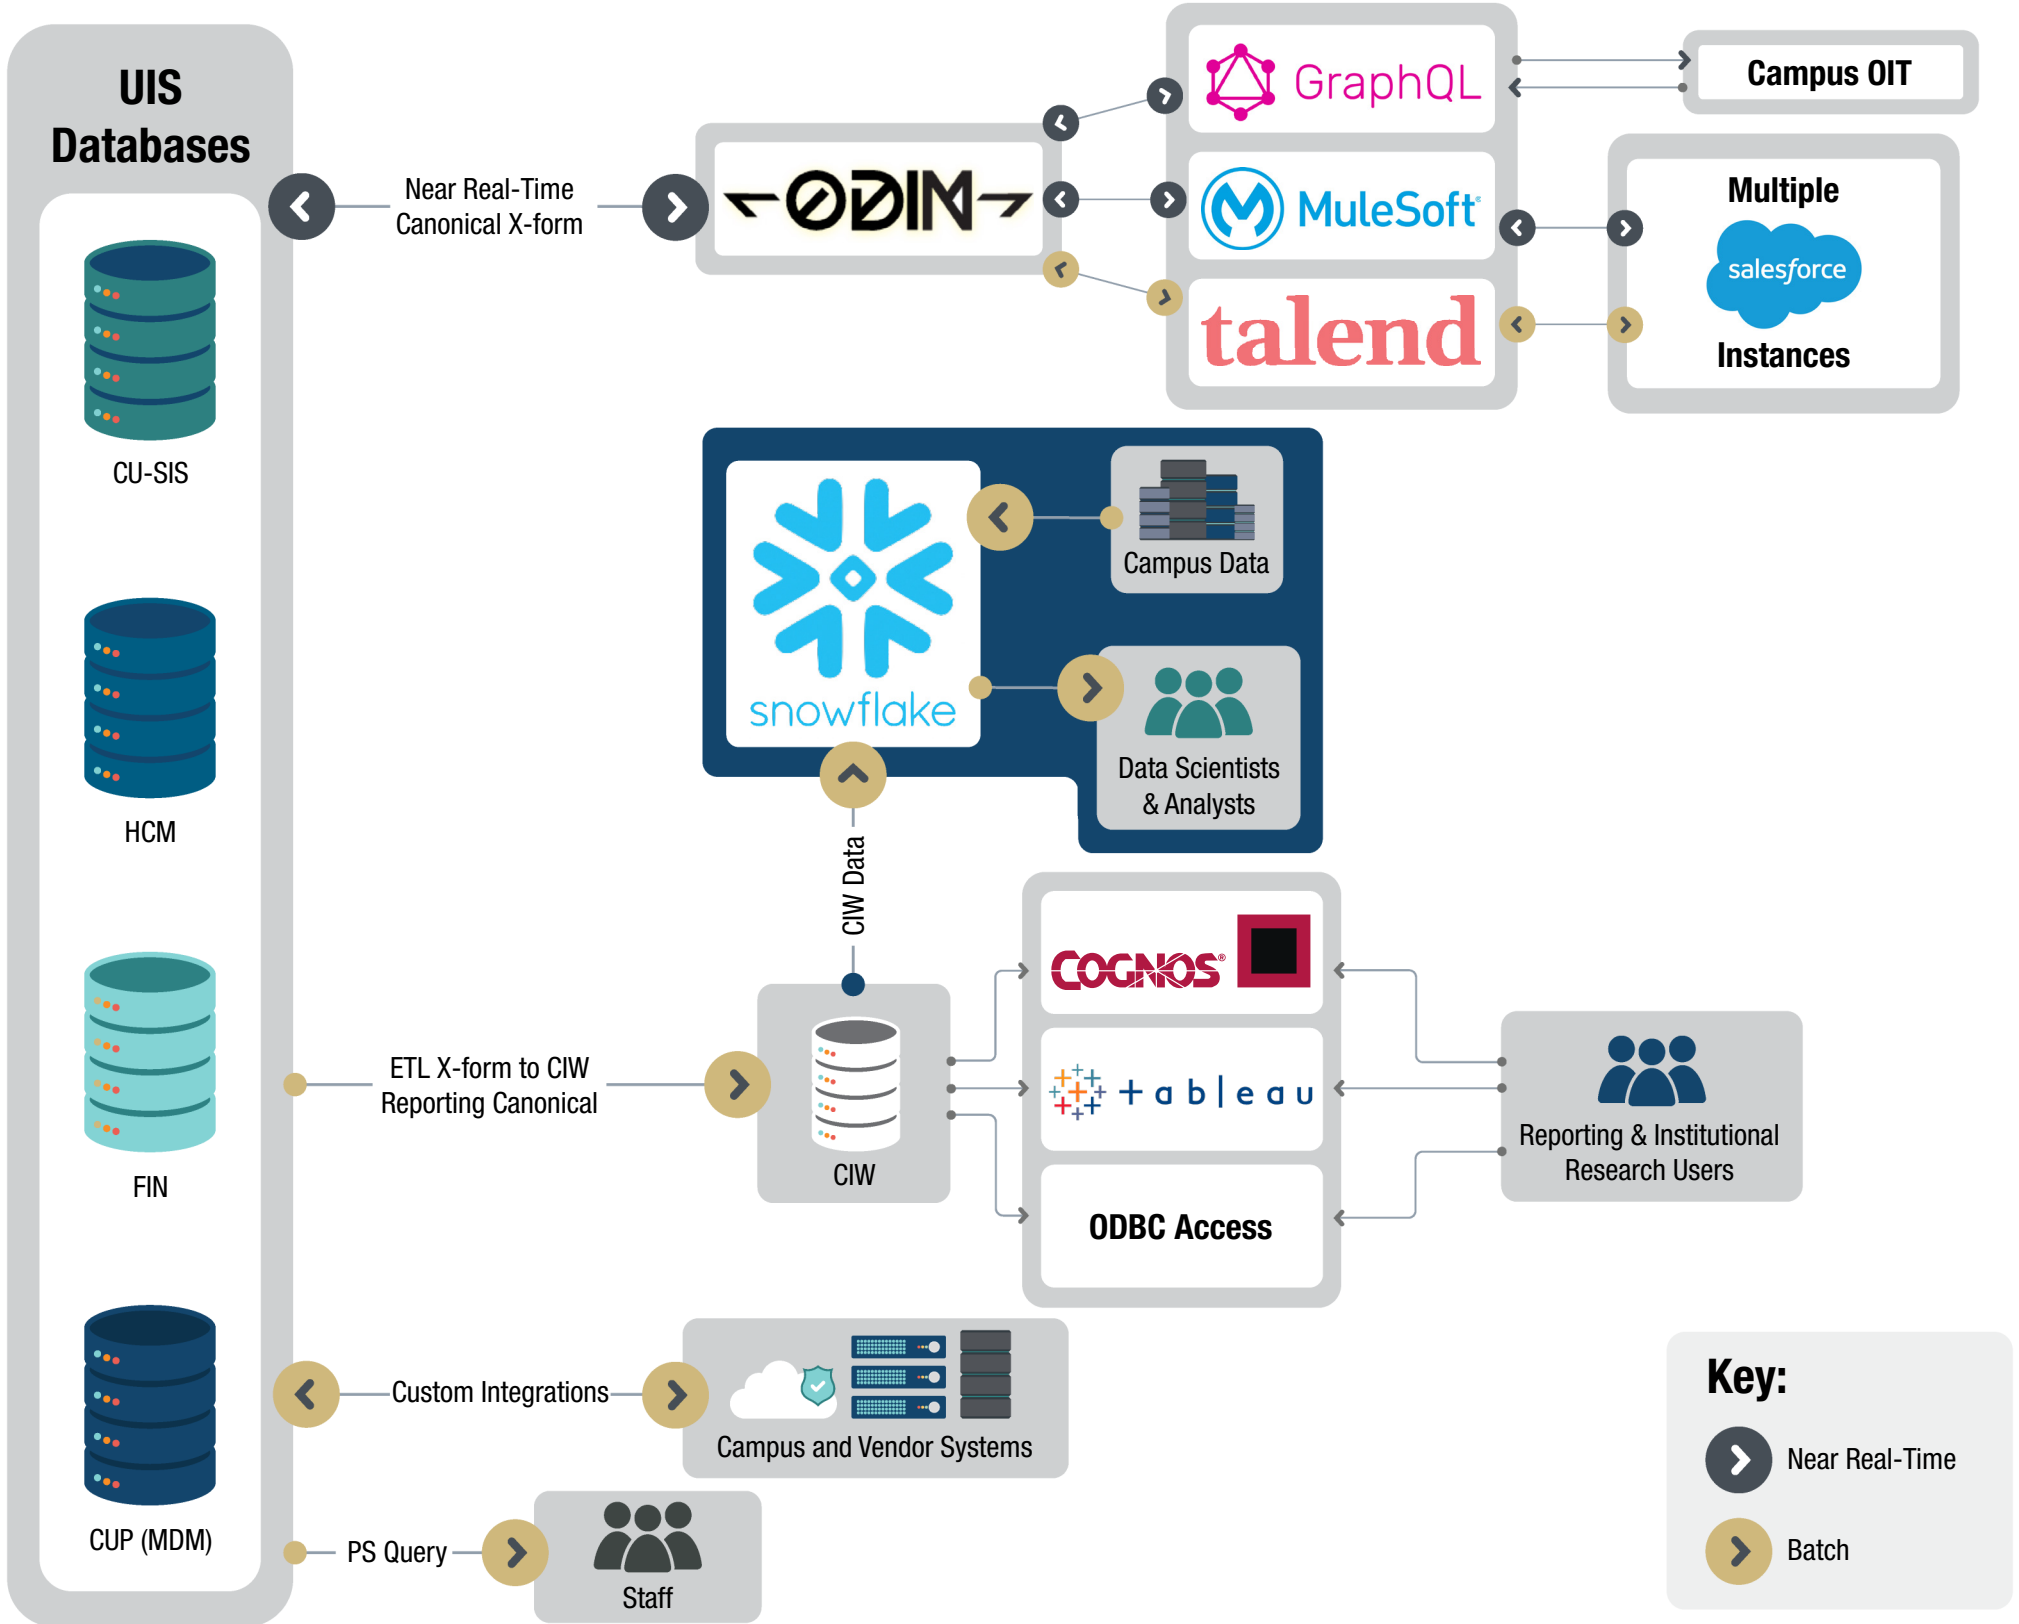 UIS
Databases
CU-SIS
HCM
FIN
CUP (MDM)
Near Real-Time
Canonical X-form
ODIN
GraphQL
MuleSoft
talend
Campus OIT
Multiple
salesforce
Instances
snowflake
Campus Data
Data Scientists
& Analysts
CIW Data
ETL X-form to CIW
Reporting Canonical
CIW
COGNOS®
+ableau
ODBC Access
Reporting & Institutional
Research Users
Custom Integrations
Campus and Vendor Systems
PS Query
Staff
Key:
Near Real-Time
Batch